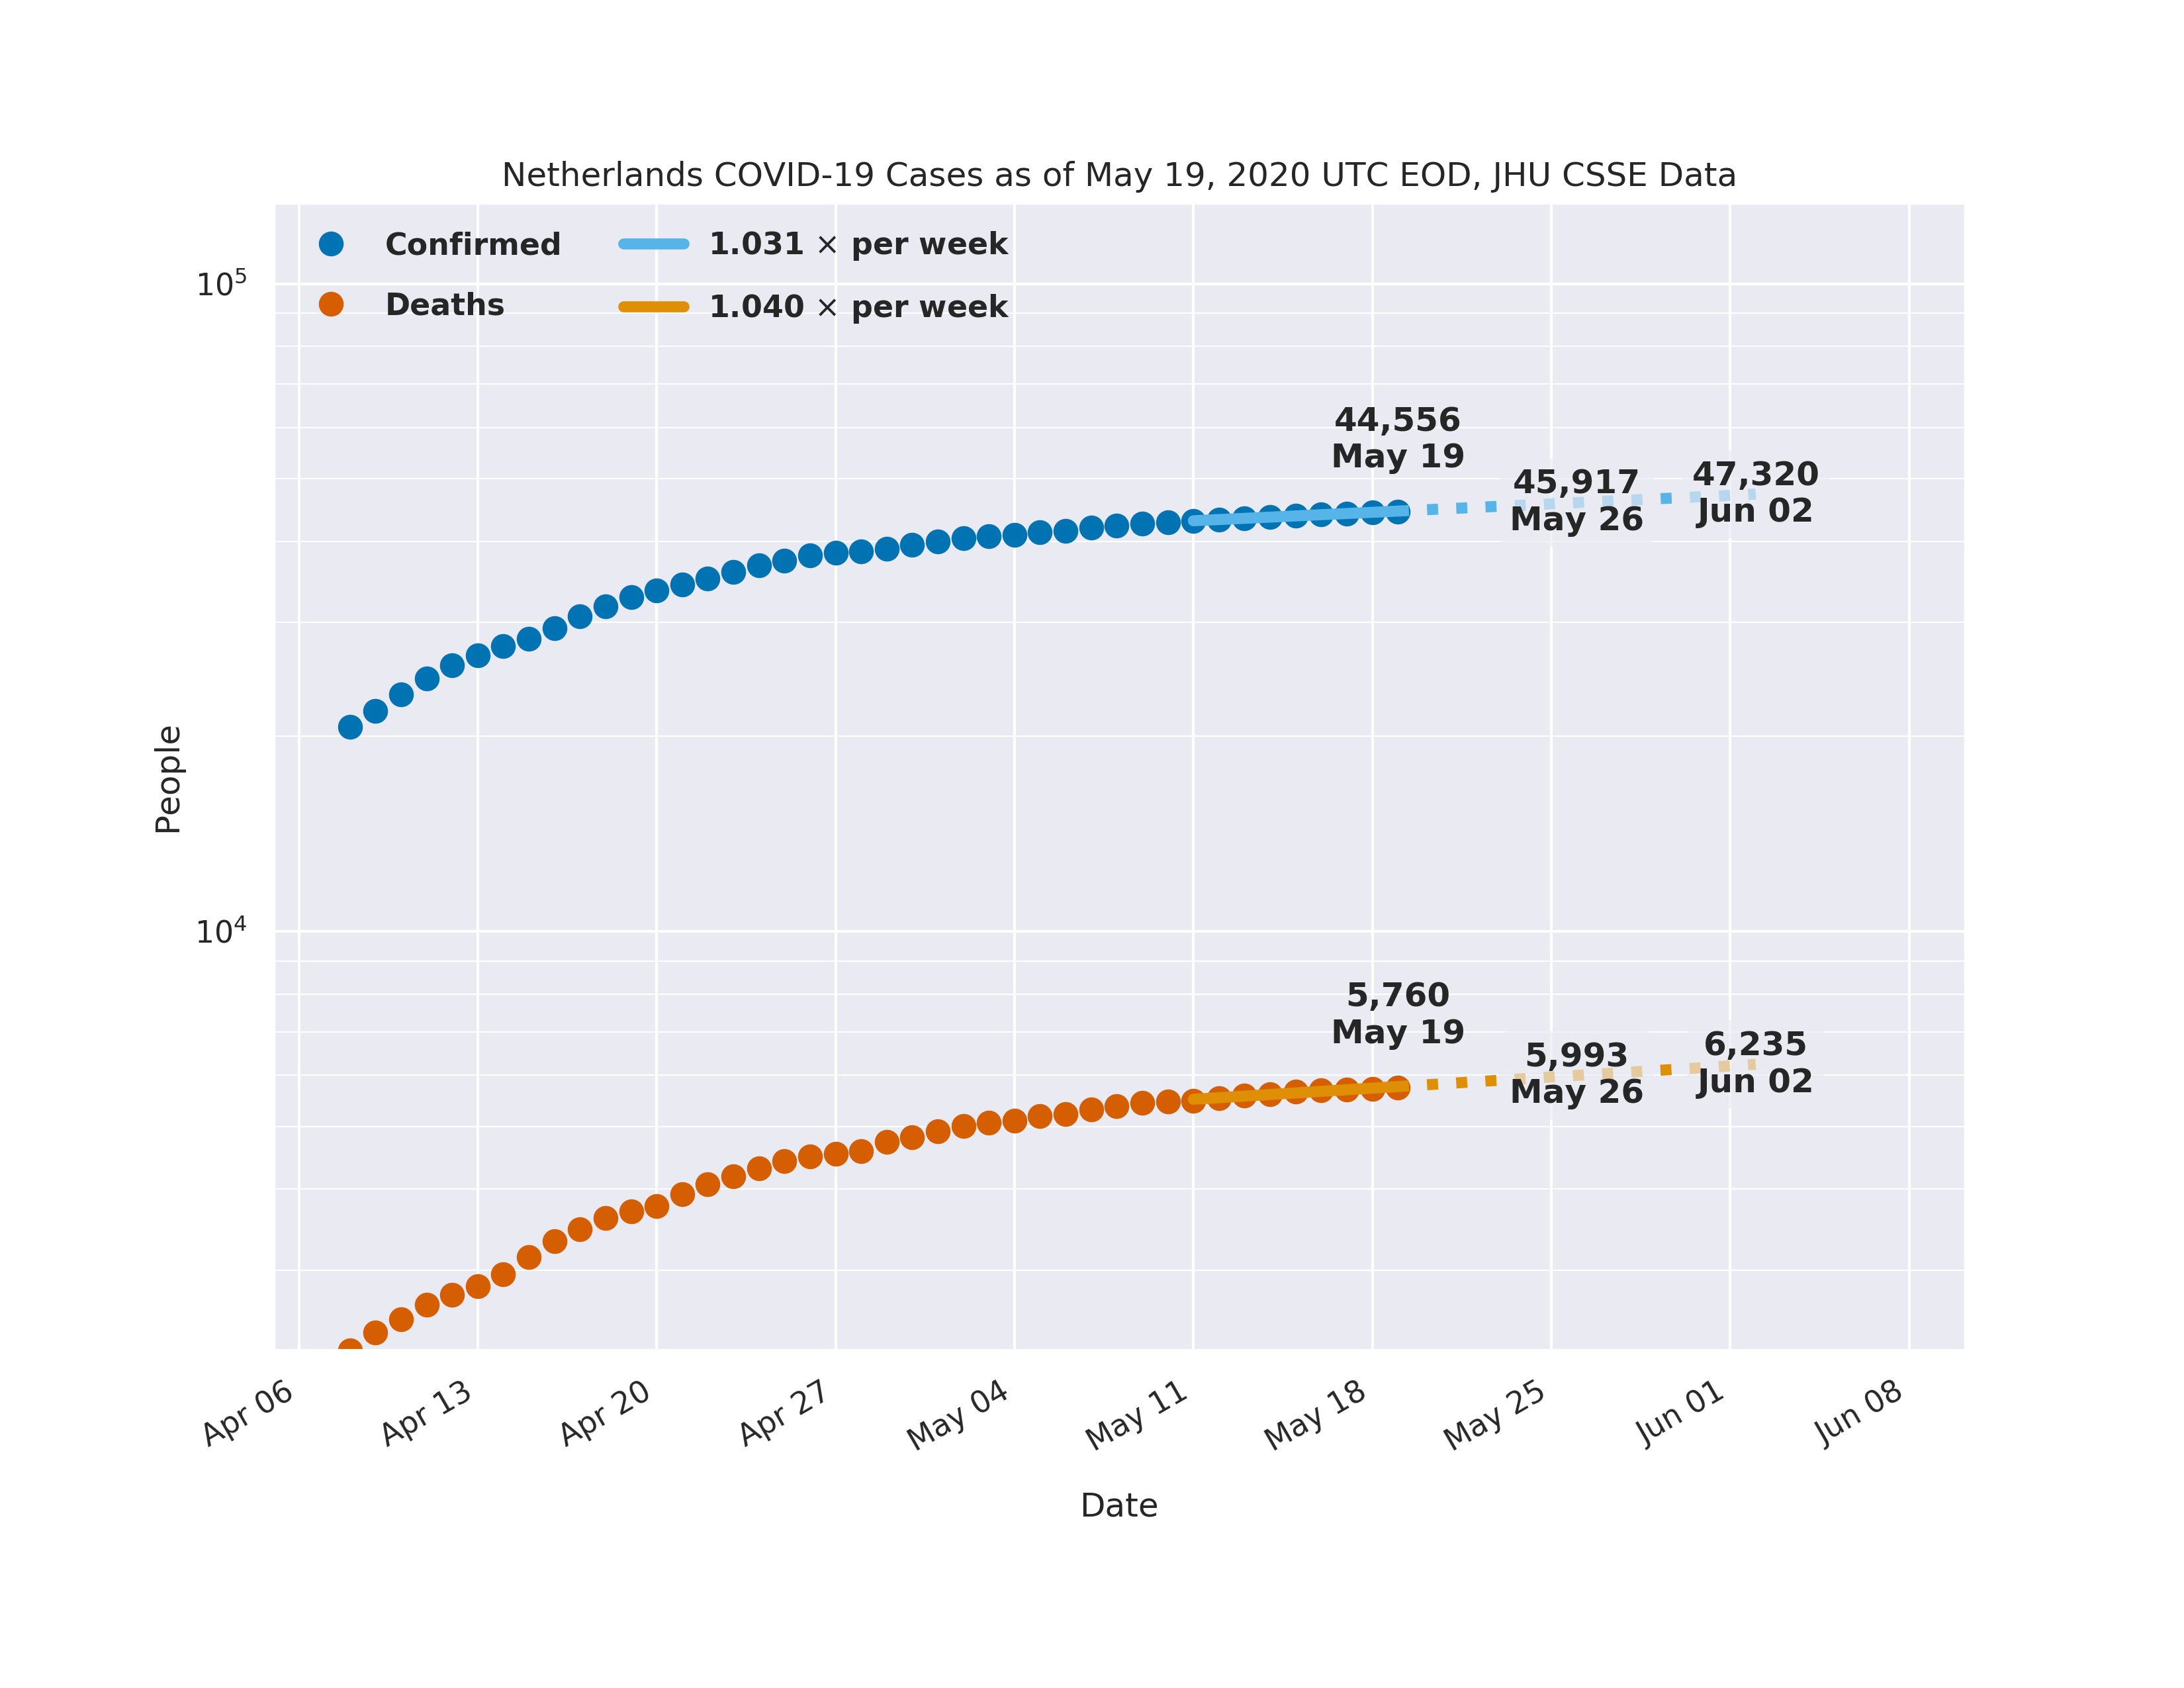 Netherlands COVID-19 Cases as of May 19, 2020 UTC EOD, JHU CSSE Data
Confirmed
Deaths
1.031 × per week
1.040 × per week
10⁵
10⁴
People
44,556
May 19
45,917
May 26
47,320
Jun 02
5,760
May 19
5,993
May 26
6,235
Jun 02
Apr 06
Apr 13
Apr 20
Apr 27
May 04
May 11
May 18
May 25
Jun 01
Jun 08
Date